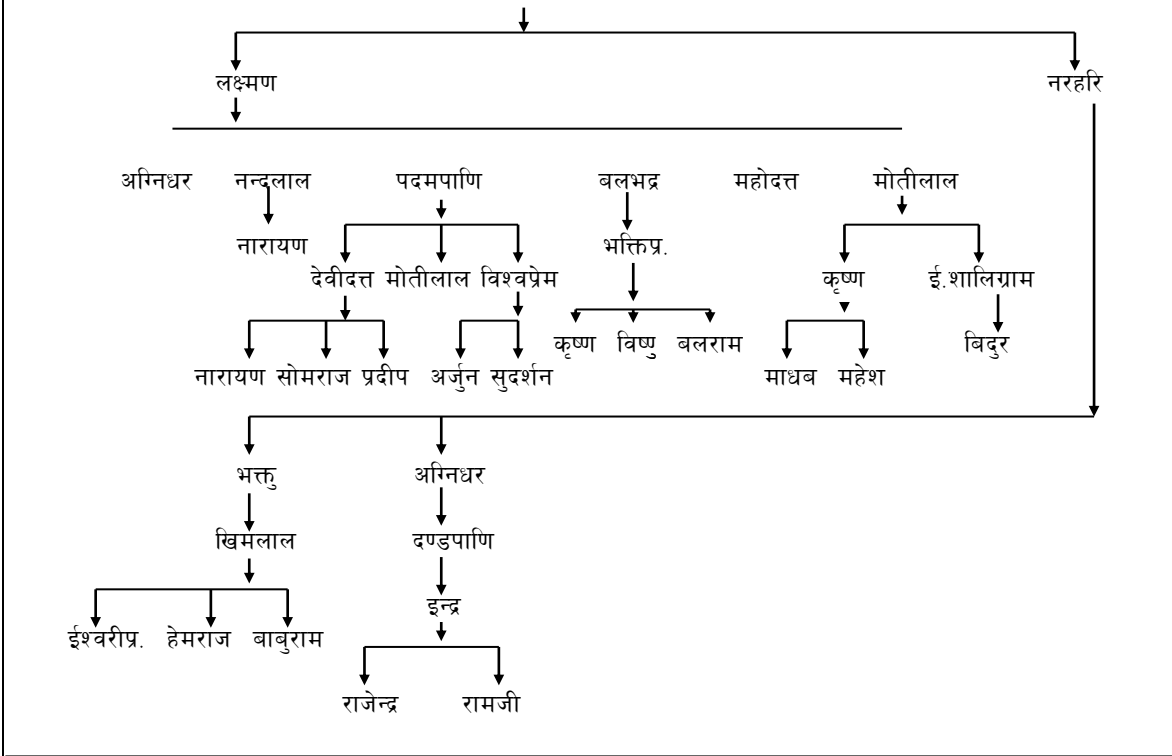 लक्ष्मण नरहरि
अग्निधर नन्दलाल पदमपाणि बलभद्र महोदत्त मोतीलाल
नारायण भक्तिप्र.
देवीदत्त मोतीलाल विश्वप्रेम कृष्ण ई.शालिग्राम
कृष्ण विष्णु बलराम बिदुर
नारायण सोमराज प्रदीप अर्जुन सुदर्शन माधब महेश
भक्तु अग्निधर
खिमलाल दण्डपाणि
इन्द्र
ईश्वरीप्र. हेमराज बाबुराम
राजेन्द्र रामजी